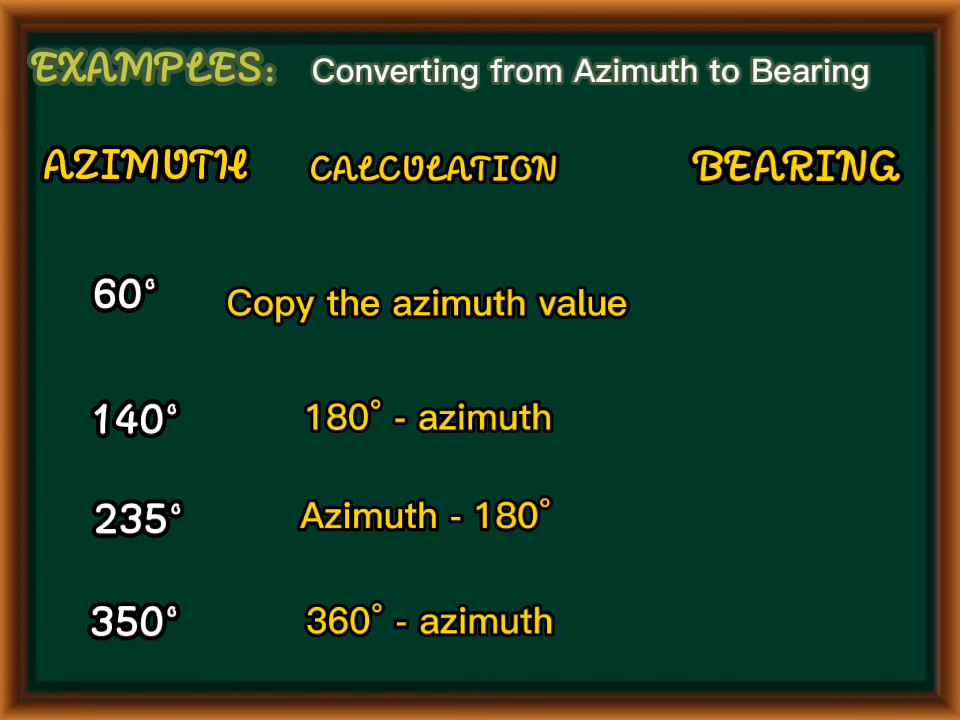 EXAMPLES: Converting from Azimuth to Bearing
AZIMUTH CALCULATION BEARING
60° Copy the azimuth value
140° 180° - azimuth
235° Azimuth - 180°
350° 360° - azimuth